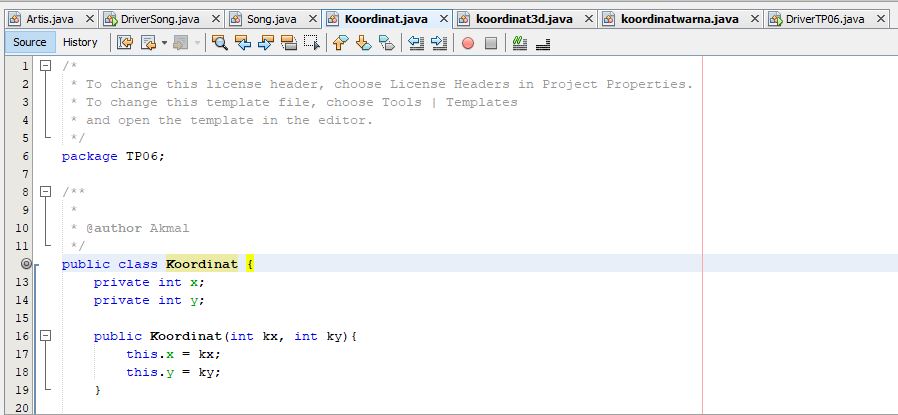 Artis.java DriverSong.java Song.java Koordinat.java koordinat3d.java koordinatwarna.java DriverTP06.java
Source History
1 /*
2 * To change this license header, choose License Headers in Project Properties.
3 * To change this template file, choose Tools | Templates
4 * and open the template in the editor.
5 */
6 package TP06;
7
8 /**
9 *
10 * @author Akmal
11 */
public class Koordinat {
13 private int x;
14 private int y;
15
16 public Koordinat(int kx, int ky){
17 this.x = kx;
18 this.y = ky;
19 }
20